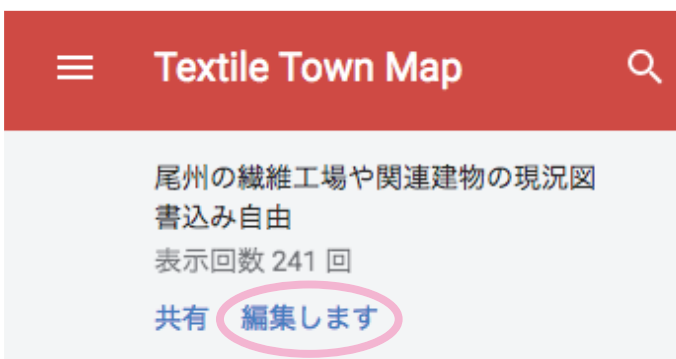 Textile Town Map
尾州の繊維工場や関連建物の現況図
書込み自由
表示回数 241 回
共有 編集します